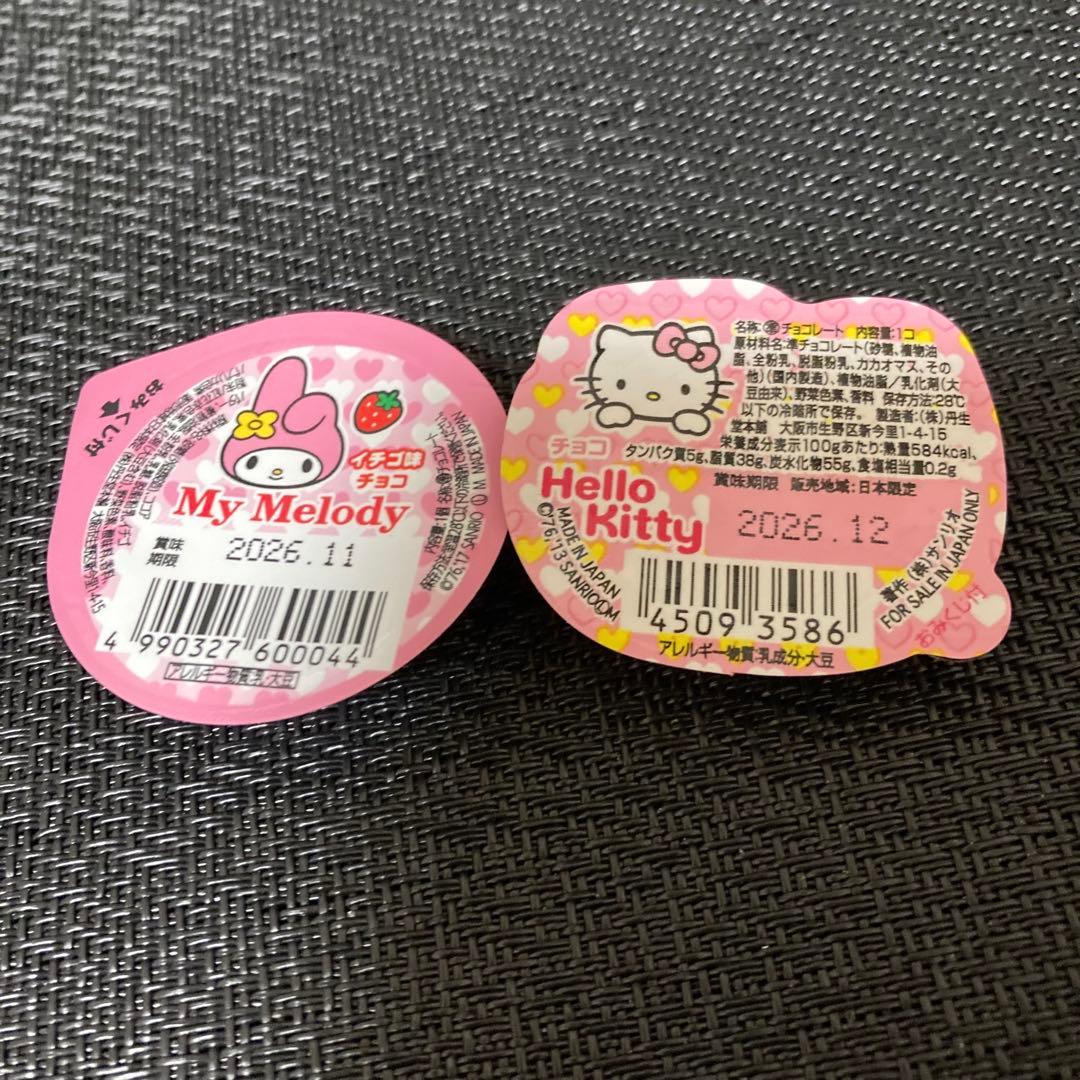 おみくじ付
イチゴ味
チョコ
My Melody
賞味
期限
2026.11
4 990327 600044
アレルギー物質:乳・大豆
MADE IN JAPAN
名称:準チョコレート 内容量:1コ
原材料名:準チョコレート(砂糖、植物油
脂、全粉乳、脱脂粉乳、カカオマス、その
他)(国内製造)、植物油脂/乳化剤(大
豆由来)、野菜色素、香料 保存方法:28℃
以下の冷暗所で保存。 製造者:(株)丹生
堂本舗 大阪市生野区新今里1-4-15
栄養成分表示100gあたり:熱量584kcal、
タンパク質5g、脂質38g、炭水化物55g、食塩相当量0.2g
チョコ
Hello
Kitty
賞味期限 販売地域:日本限定
2026.12
MADE IN JAPAN
©'76,'13 SANRIO
著作(株)サンリオ
FOR SALE IN JAPAN ONLY
4509 3586
アレルギー物質:乳成分・大豆
おみくじ付